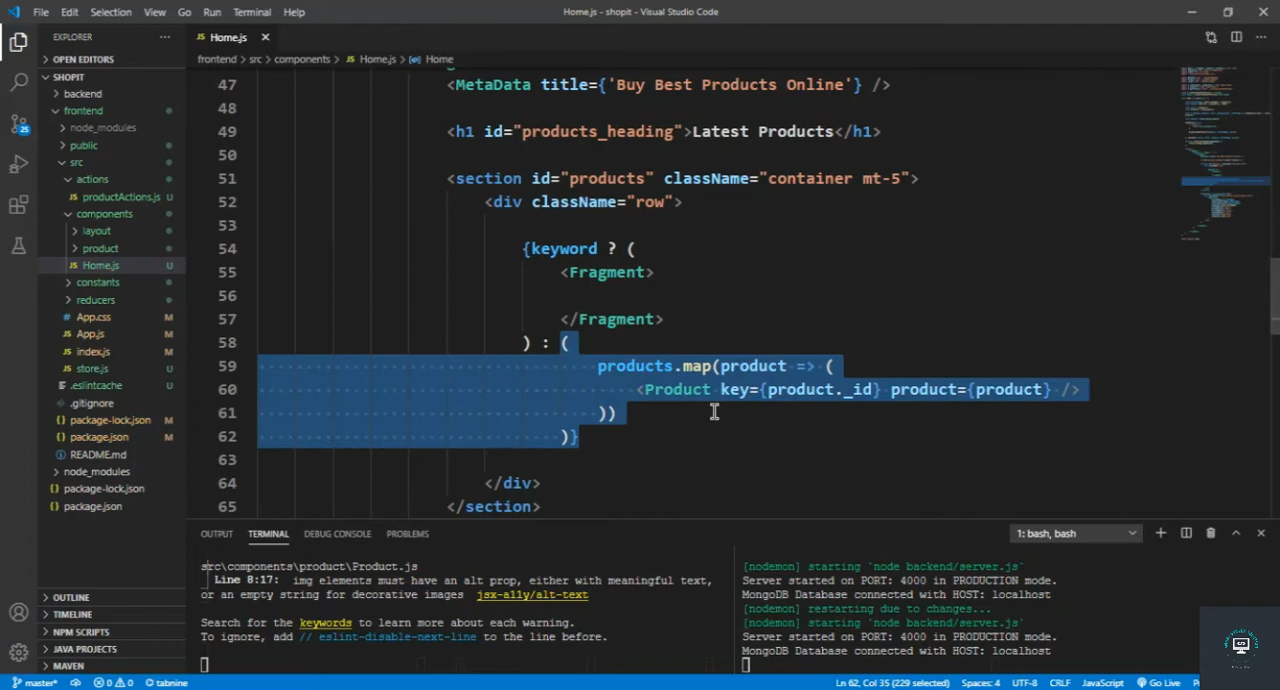 File Edit Selection View Go Run Terminal Help
Home.js - shopit - Visual Studio Code
EXPLORER
OPEN EDITORS
SHOPIT
backend
frontend
node_modules
public
src
actions
JS productActions.js U
components
layout
product
JS Home.js U
constants
reducers
App.css M
JS App.js M
JS index.js M
JS store.js U
.eslintcache
.gitignore
package-lock.json M
package.json M
README.md
node_modules
package-lock.json
package.json
OUTLINE
TIMELINE
NPM SCRIPTS
JAVA PROJECTS
MAVEN
25
JS Home.js
frontend > src > components > JS Home.js > Home
47 <MetaData title={'Buy Best Products Online'} />
48
49 <h1 id="products_heading">Latest Products</h1>
50
51 <section id="products" className="container mt-5">
52 <div className="row">
53
54 {keyword ? (
55 <Fragment>
56
57 </Fragment>
58 ) : (
59 products.map(product => (
60 <Product key={product._id} product={product} />
61 ))
62 )}
63
64 </div>
65 </section>
OUTPUT TERMINAL DEBUG CONSOLE PROBLEMS
1: bash, bash
src\components\product\Product.js
Line 8:17: img elements must have an alt prop, either with meaningful text,
or an empty string for decorative images jsx-a11y/alt-text
Search for the keywords to learn more about each warning.
To ignore, add // eslint-disable-next-line to the line before.
[nodemon] starting `node backend/server.js`
Server started on PORT: 4000 in PRODUCTION mode.
MongoDB Database connected with HOST: localhost
[nodemon] restarting due to changes...
[nodemon] starting `node backend/server.js`
Server started on PORT: 4000 in PRODUCTION mode.
MongoDB Database connected with HOST: localhost
master* 0 0 tabnine
Ln 62, Col 35 (229 selected) Spaces: 4 UTF-8 CRLF JavaScript Go Live